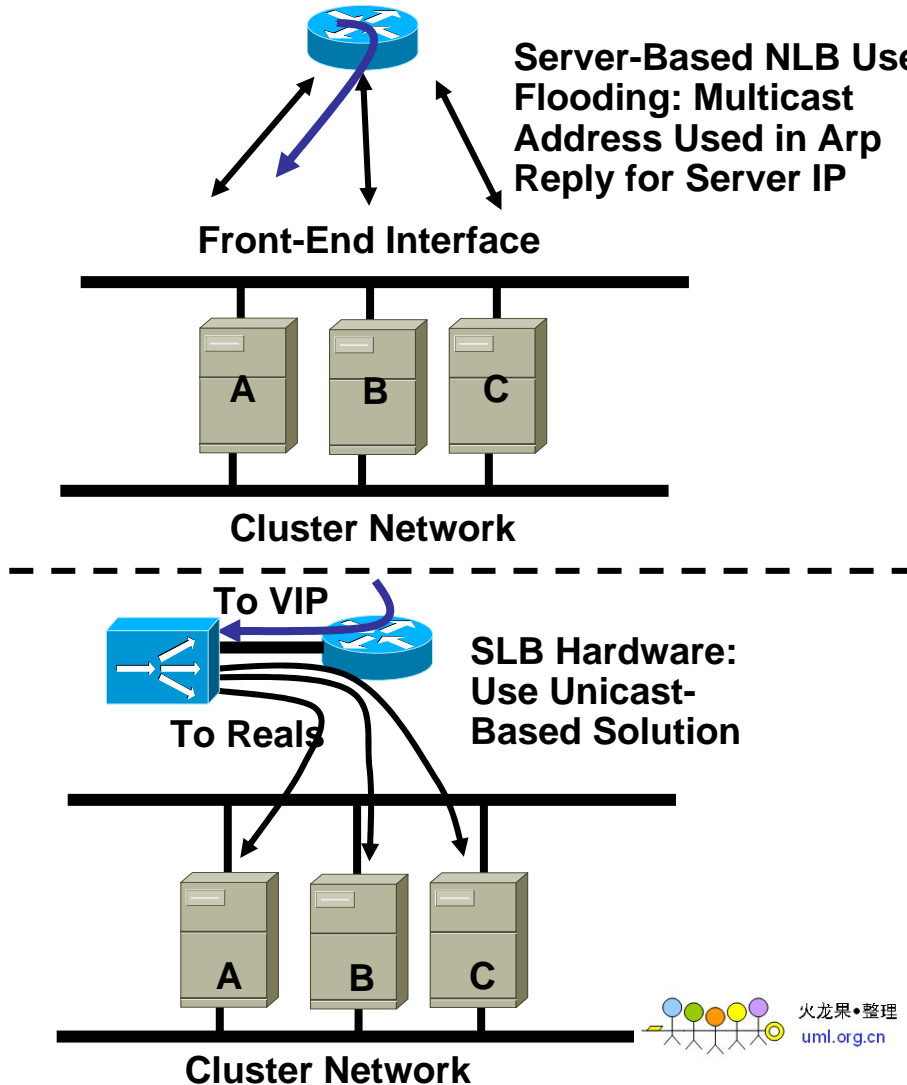 Server-Based NLB Use
Flooding: Multicast
Address Used in Arp
Reply for Server IP
Front-End Interface
A
B
C
Cluster Network
To VIP
SLB Hardware:
Use Unicast-
Based Solution
To Reals
A
B
C
Cluster Network
火龙果•整理
uml.org.cn